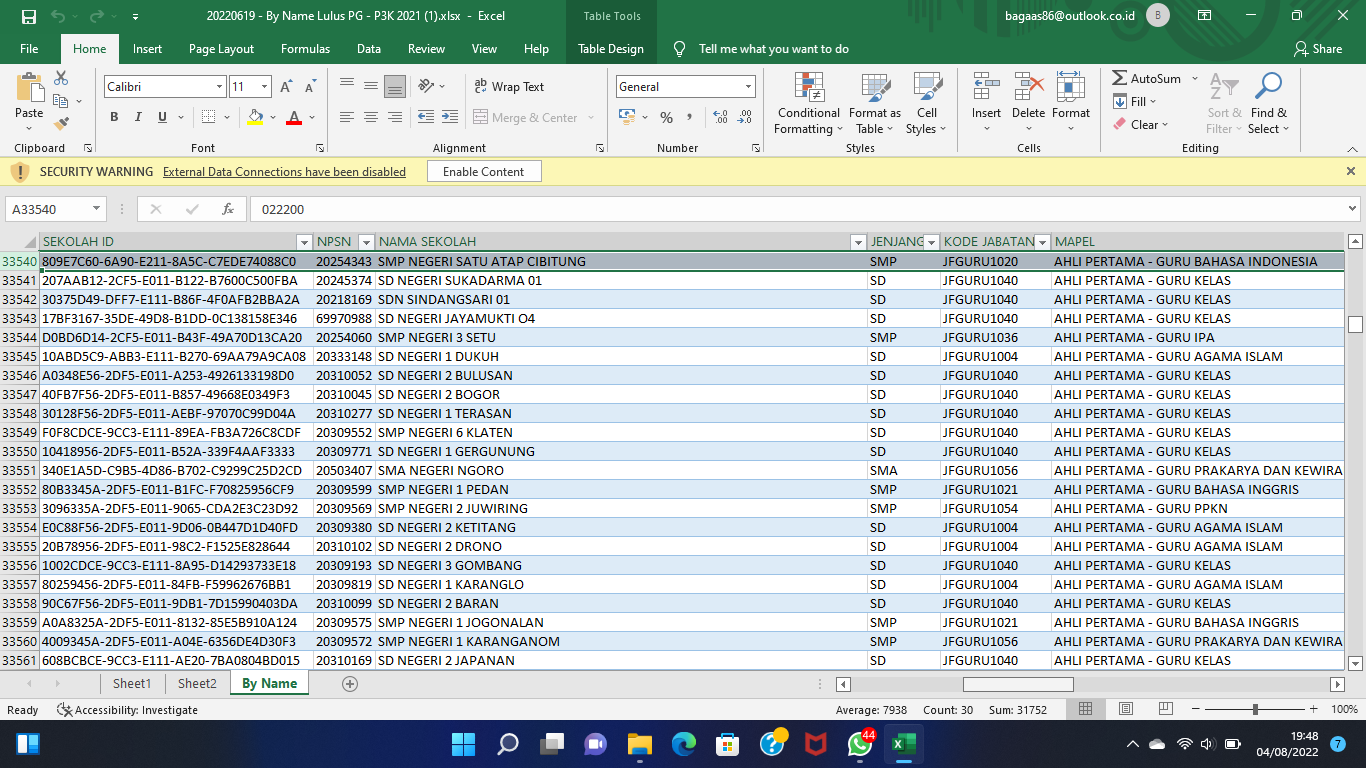 20220619 - By Name Lulus PG - P3K 2021 (1).xlsx - Excel
Table Tools
bagaas86@outlook.co.id
B
File Home Insert Page Layout Formulas Data Review View Help Table Design Tell me what you want to do Share
Calibri 11 Wrap Text General AutoSum
Paste Conditional Format as Cell Insert Delete Format Fill Sort & Find &
B I U Merge & Center % , Formatting Table Styles Clear Filter Select
Clipboard Font Alignment Number Styles Cells Editing
SECURITY WARNING External Data Connections have been disabled Enable Content
A33540 fx 022200
SEKOLAH ID NPSN NAMA SEKOLAH JENJANG KODE JABATAN MAPEL
33540 809E7C60-6A90-E211-8A5C-C7EDE74088C0 20254343 SMP NEGERI SATU ATAP CIBITUNG SMP JFGURU1020 AHLI PERTAMA - GURU BAHASA INDONESIA
33541 207AAB12-2CF5-E011-B122-B7600C500FBA 20245374 SD NEGERI SUKADARMA 01 SD JFGURU1040 AHLI PERTAMA - GURU KELAS
33542 30375D49-DFF7-E111-B86F-4F0AFB2BBA2A 20218169 SDN SINDANGSARI 01 SD JFGURU1040 AHLI PERTAMA - GURU KELAS
33543 17BF3167-35DE-49D8-B1DD-0C138158E346 69970988 SD NEGERI JAYAMUKTI O4 SD JFGURU1040 AHLI PERTAMA - GURU KELAS
33544 D0BD6D14-2CF5-E011-B43F-49A70D13CA20 20254060 SMP NEGERI 3 SETU SMP JFGURU1036 AHLI PERTAMA - GURU IPA
33545 10ABD5C9-ABB3-E111-B270-69AA79A9CA08 20333148 SD NEGERI 1 DUKUH SD JFGURU1004 AHLI PERTAMA - GURU AGAMA ISLAM
33546 A0348E56-2DF5-E011-A253-4926133198D0 20310052 SD NEGERI 2 BULUSAN SD JFGURU1040 AHLI PERTAMA - GURU KELAS
33547 40FB7F56-2DF5-E011-B857-49668E0349F3 20310045 SD NEGERI 2 BOGOR SD JFGURU1040 AHLI PERTAMA - GURU KELAS
33548 30128F56-2DF5-E011-AEBF-97070C99D04A 20310277 SD NEGERI 1 TERASAN SD JFGURU1040 AHLI PERTAMA - GURU KELAS
33549 F0F8CDCE-9CC3-E111-89EA-FB3A726C8CDF 20309552 SMP NEGERI 6 KLATEN SD JFGURU1040 AHLI PERTAMA - GURU KELAS
33550 10418956-2DF5-E011-B52A-339F4AAF3333 20309771 SD NEGERI 1 GERGUNUNG SD JFGURU1040 AHLI PERTAMA - GURU KELAS
33551 340E1A5D-C9B5-4D86-B702-C9299C25D2CD 20503407 SMA NEGERI NGORO SMA JFGURU1056 AHLI PERTAMA - GURU PRAKARYA DAN KEWIRA
33552 80B3345A-2DF5-E011-B1FC-F70825956CF9 20309599 SMP NEGERI 1 PEDAN SMP JFGURU1021 AHLI PERTAMA - GURU BAHASA INGGRIS
33553 3096335A-2DF5-E011-9065-CDA2E3C23D92 20309569 SMP NEGERI 2 JUWIRING SMP JFGURU1054 AHLI PERTAMA - GURU PPKN
33554 E0C88F56-2DF5-E011-9D06-0B447D1D40FD 20309380 SD NEGERI 2 KETITANG SD JFGURU1004 AHLI PERTAMA - GURU AGAMA ISLAM
33555 20B78956-2DF5-E011-98C2-F1525E828644 20310102 SD NEGERI 2 DRONO SD JFGURU1004 AHLI PERTAMA - GURU AGAMA ISLAM
33556 1002CDCE-9CC3-E111-8A95-D14293733E18 20309193 SD NEGERI 3 GOMBANG SD JFGURU1040 AHLI PERTAMA - GURU KELAS
33557 80259456-2DF5-E011-84FB-F59962676BB1 20309819 SD NEGERI 1 KARANGLO SD JFGURU1004 AHLI PERTAMA - GURU AGAMA ISLAM
33558 90C67F56-2DF5-E011-9DB1-7D15990403DA 20310099 SD NEGERI 2 BARAN SD JFGURU1040 AHLI PERTAMA - GURU KELAS
33559 A0A8325A-2DF5-E011-8132-85E5B910A124 20309575 SMP NEGERI 1 JOGONALAN SMP JFGURU1021 AHLI PERTAMA - GURU BAHASA INGGRIS
33560 4009345A-2DF5-E011-A04E-6356DE4D30F3 20309572 SMP NEGERI 1 KARANGANOM SMP JFGURU1056 AHLI PERTAMA - GURU PRAKARYA DAN KEWIRA
33561 608BCBCE-9CC3-E111-AE20-7BA0804BD015 20310169 SD NEGERI 2 JAPANAN SD JFGURU1040 AHLI PERTAMA - GURU KELAS
Sheet1 Sheet2 By Name
Ready Accessibility: Investigate Average: 7938 Count: 30 Sum: 31752 100%
44
19:48
04/08/2022
7